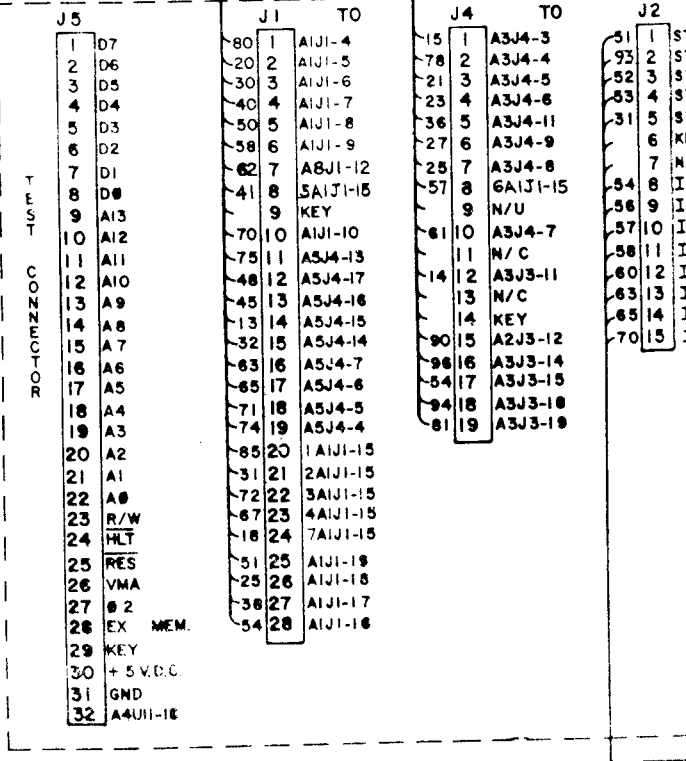 J5
1 D7
2 D6
3 D5
4 D4
5 D3
6 D2
7 D1
8 DØ
9 A13
10 A12
11 A11
12 A10
13 A9
14 A8
15 A7
16 A6
17 A5
18 A4
19 A3
20 A2
21 A1
22 AØ
23 R/W
24 HLT
25 RES
26 VMA
27 Ø2
28 EX MEM.
29 KEY
30 + 5 V.D.C.
31 GND
32 A4U11-18
TEST CONNECTOR
J1 TO
80 1 A1J1-4
20 2 A1J1-5
30 3 A1J1-6
40 4 A1J1-7
50 5 A1J1-8
58 6 A1J1-9
62 7 A8J1-12
41 8 5A1J1-15
9 KEY
70 10 A1J1-10
75 11 A5J4-13
48 12 A5J4-17
45 13 A5J4-16
13 14 A5J4-15
32 15 A5J4-14
63 16 A5J4-7
65 17 A5J4-6
71 18 A5J4-5
74 19 A5J4-4
85 20 1A1J1-15
31 21 2A1J1-15
72 22 3A1J1-15
67 23 4A1J1-15
18 24 7A1J1-15
51 25 A1J1-19
25 26 A1J1-18
36 27 A1J1-17
54 28 A1J1-16
J4 TO
15 1 A3J4-3
78 2 A3J4-4
21 3 A3J4-5
23 4 A3J4-6
36 5 A3J4-11
27 6 A3J4-9
25 7 A3J4-8
57 8 6A1J1-15
9 N/U
61 10 A3J4-7
11 N/C
14 12 A3J3-11
13 N/C
14 KEY
90 15 A2J3-12
96 16 A3J3-14
54 17 A3J3-15
94 18 A3J3-18
81 19 A3J3-19
J2
51 1 ST
93 2 ST
52 3 ST
53 4 ST
31 5 S
6 K
7 N
54 8 I
56 9 I
57 10 I
58 11 I
60 12 I
63 13 I
65 14 I
70 15 I